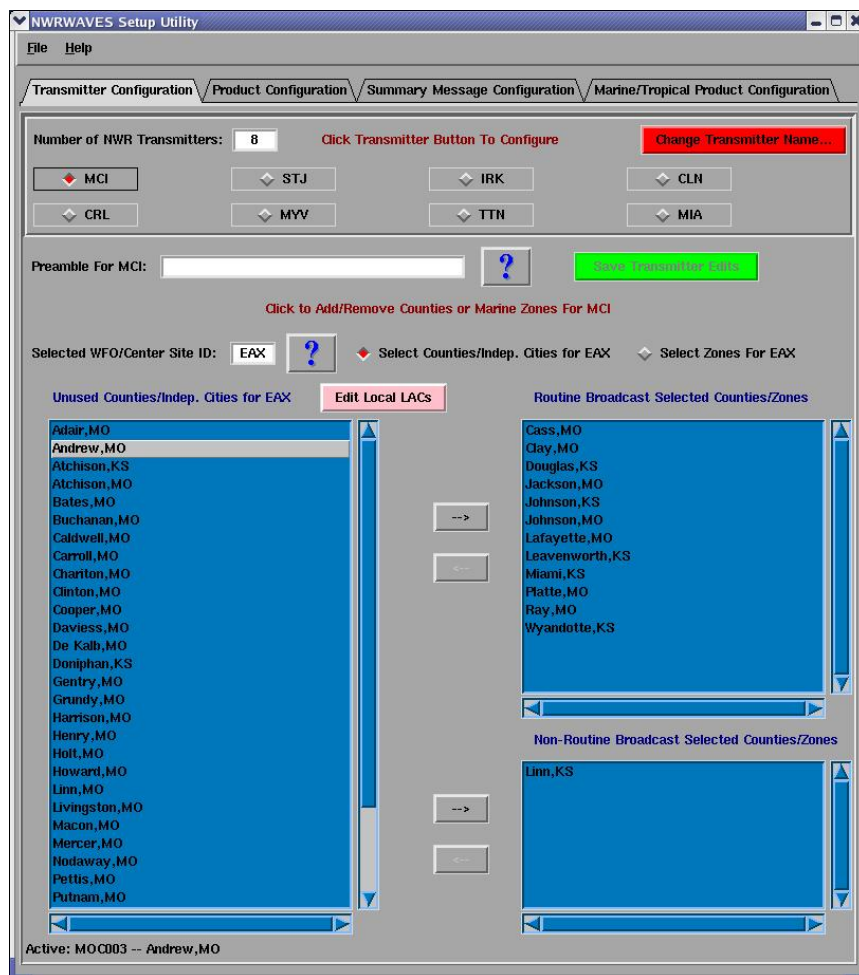 NWRWAVES Setup Utility
File Help
Transmitter Configuration Product Configuration Summary Message Configuration Marine/Tropical Product Configuration
Number of NWR Transmitters: 8 Click Transmitter Button To Configure Change Transmitter Name...
MCI STJ IRK CLN
CRL MYV TTN MIA
Preamble For MCI: ? Save Transmitter Edits
Click to Add/Remove Counties or Marine Zones For MCI
Selected WFO/Center Site ID: EAX ? Select Counties/Indep. Cities for EAX Select Zones For EAX
Unused Counties/Indep. Cities for EAX Edit Local LACs Routine Broadcast Selected Counties/Zones
Adair,MO
Andrew,MO
Atchison,KS
Atchison,MO
Bates,MO
Buchanan,MO
Caldwell,MO
Carroll,MO
Chariton,MO
Clinton,MO
Cooper,MO
Daviess,MO
De Kalb,MO
Doniphan,KS
Gentry,MO
Grundy,MO
Harrison,MO
Henry,MO
Holt,MO
Howard,MO
Linn,MO
Livingston,MO
Macon,MO
Mercer,MO
Nodaway,MO
Pettis,MO
Putnam,MO
-->
<--
Cass,MO
Clay,MO
Douglas,KS
Jackson,MO
Johnson,KS
Johnson,MO
Lafayette,MO
Leavenworth,KS
Miami,KS
Platte,MO
Ray,MO
Wyandotte,KS
Non-Routine Broadcast Selected Counties/Zones
-->
<--
Linn,KS
Active: MOC003 -- Andrew,MO